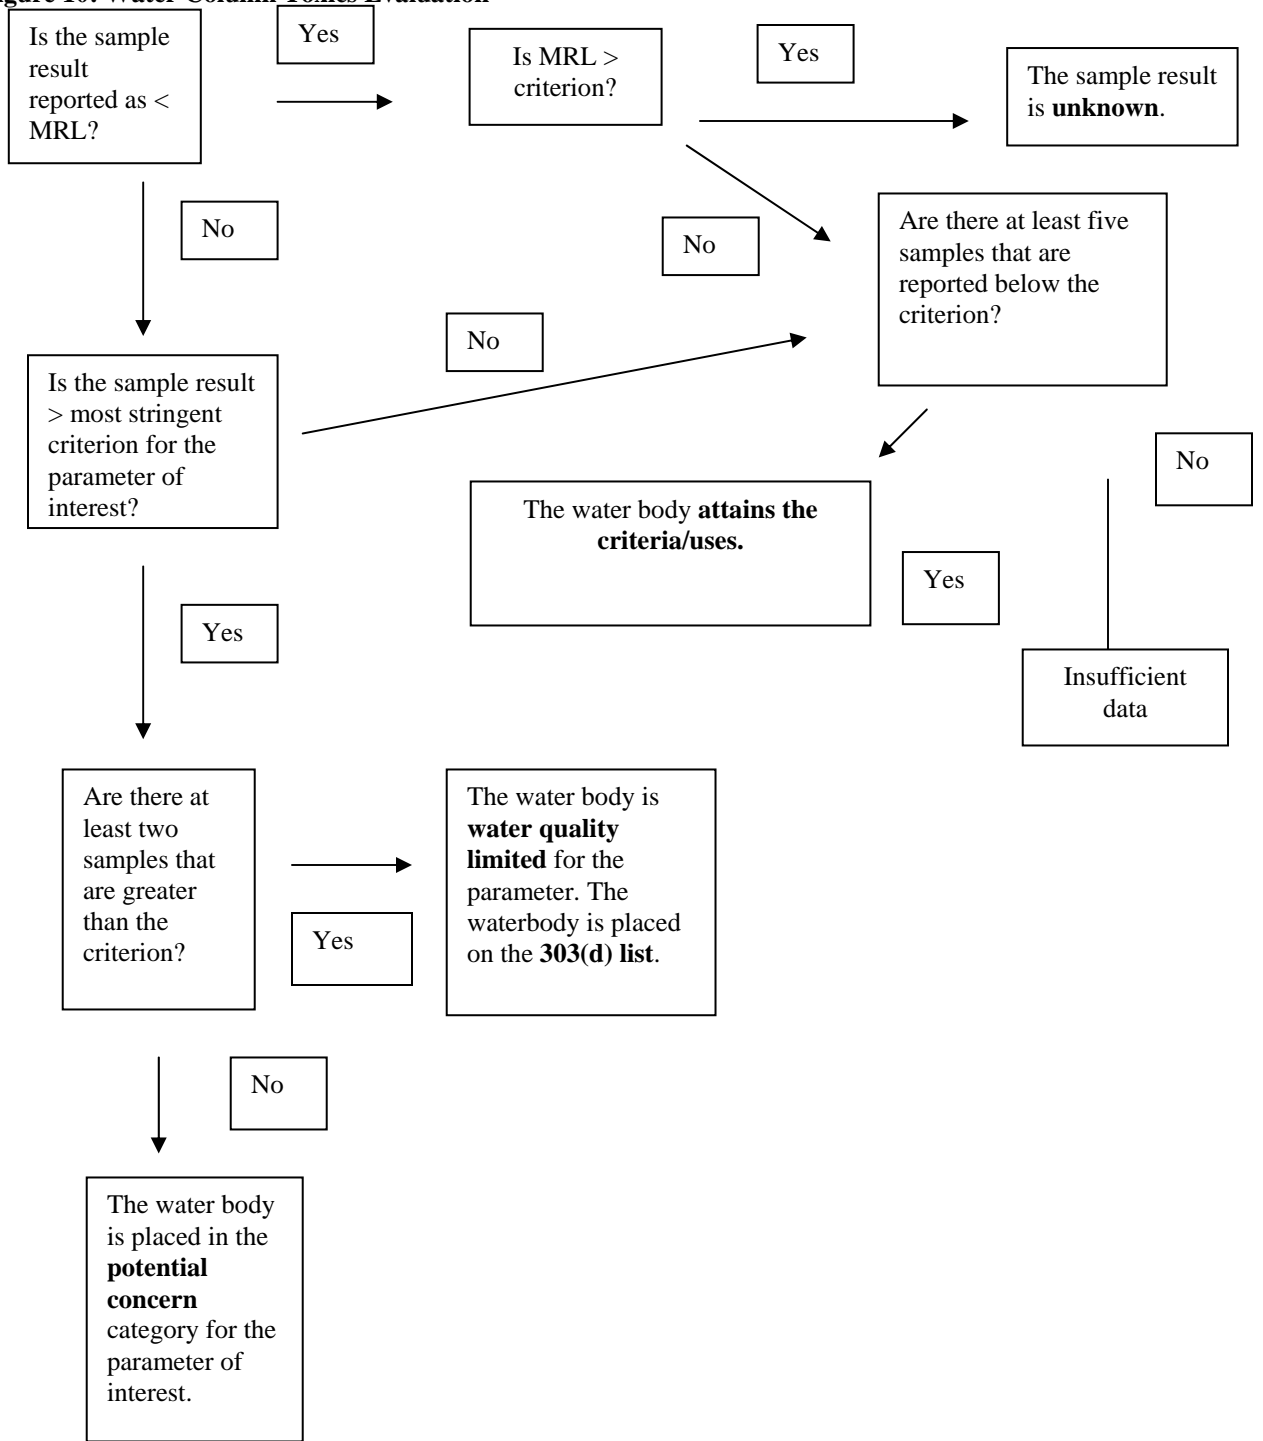 Figure 10: Water Column Toxics Evaluation
Is the sample
result
reported as <
MRL?
Yes
Is MRL >
criterion?
Yes
The sample result
is unknown.
No
No
Are there at least five
samples that are
reported below the
criterion?
No
Is the sample result
> most stringent
criterion for the
parameter of
interest?
No
The water body attains the
criteria/uses.
Yes
Yes
Insufficient
data
Are there at
least two
samples that
are greater
than the
criterion?
Yes
The water body is
water quality
limited for the
parameter. The
waterbody is placed
on the 303(d) list.
No
The water body
is placed in the
potential
concern
category for the
parameter of
interest.